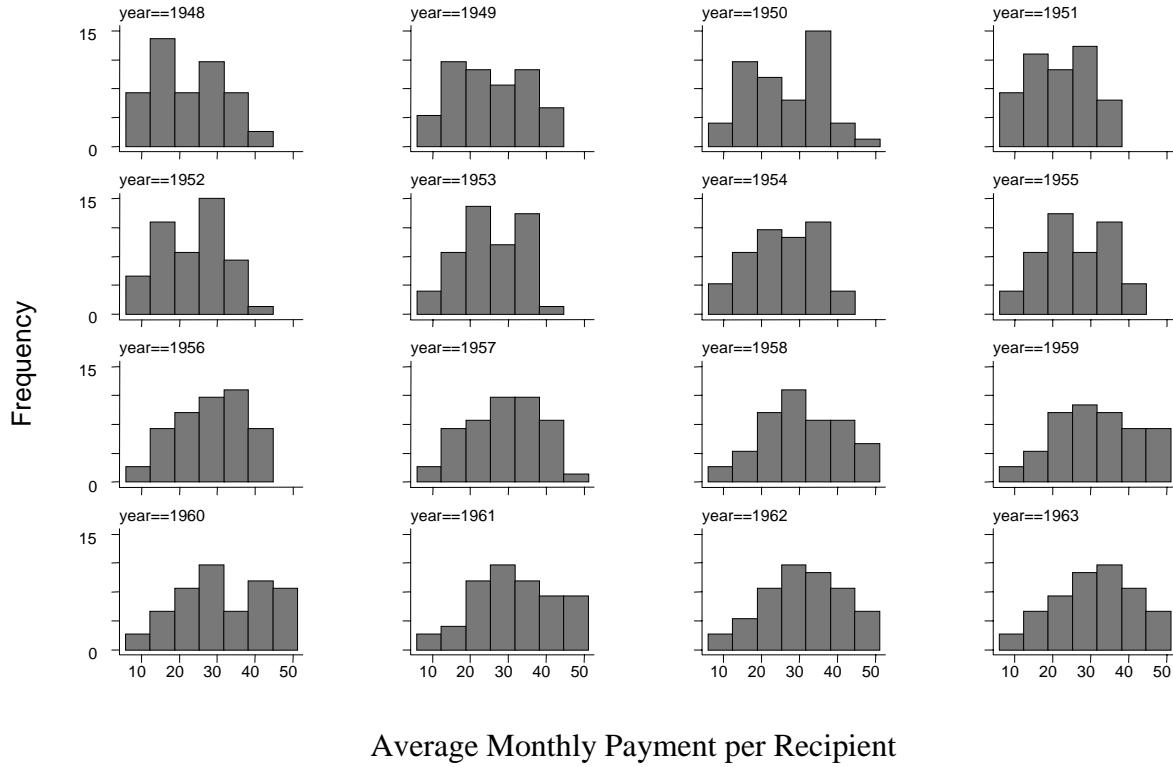 year==1948 year==1949 year==1950 year==1951
15
0
year==1952 year==1953 year==1954 year==1955
15
0
Frequency
year==1956 year==1957 year==1958 year==1959
15
0
year==1960 year==1961 year==1962 year==1963
15
0
10 20 30 40 50 10 20 30 40 50 10 20 30 40 50 10 20 30 40 50
Average Monthly Payment per Recipient